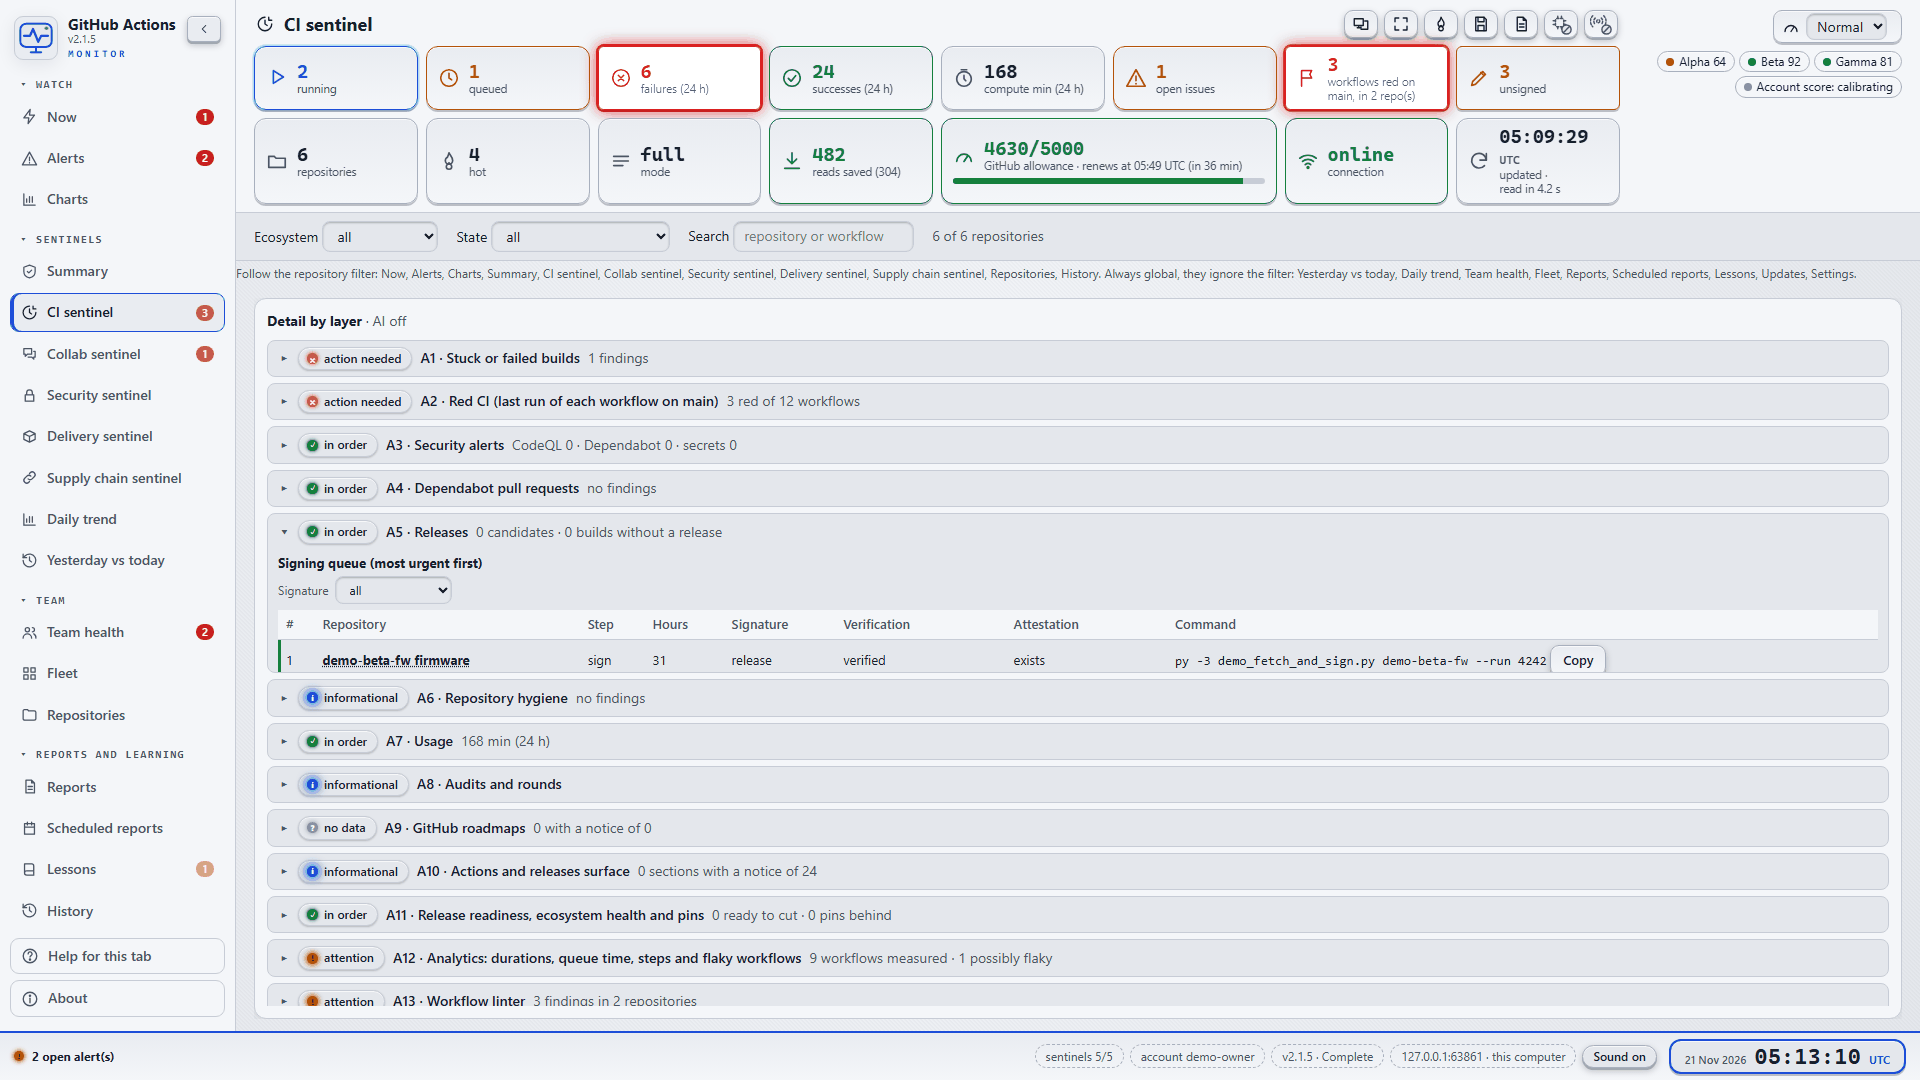 GitHub Actions
v2.1.5
MONITOR
WATCH
Now 1
Alerts 2
Charts
SENTINELS
Summary
CI sentinel 3
Collab sentinel 1
Security sentinel
Delivery sentinel
Supply chain sentinel
Daily trend
Yesterday vs today
TEAM
Team health 2
Fleet
Repositories
REPORTS AND LEARNING
Reports
Scheduled reports
Lessons 1
History
Help for this tab
About
CI sentinel
Normal
Alpha 64 Beta 92 Gamma 81
Account score: calibrating
2
running
1
queued
6
failures (24 h)
24
successes (24 h)
168
compute min (24 h)
1
open issues
3
workflows red on
main, in 2 repo(s)
3
unsigned
6
repositories
4
hot
full
mode
482
reads saved (304)
4630/5000
GitHub allowance · renews at 05:49 UTC (in 36 min)
online
connection
05:09:29
UTC
updated ·
read in 4.2 s
Ecosystem all State all Search repository or workflow 6 of 6 repositories
Follow the repository filter: Now, Alerts, Charts, Summary, CI sentinel, Collab sentinel, Security sentinel, Delivery sentinel, Supply chain sentinel, Repositories, History. Always global, they ignore the filter: Yesterday vs today, Daily trend, Team health, Fleet, Reports, Scheduled reports, Lessons, Updates, Settings.
Detail by layer · AI off
action needed A1 · Stuck or failed builds 1 findings
action needed A2 · Red CI (last run of each workflow on main) 3 red of 12 workflows
in order A3 · Security alerts CodeQL 0 · Dependabot 0 · secrets 0
in order A4 · Dependabot pull requests no findings
in order A5 · Releases 0 candidates · 0 builds without a release
Signing queue (most urgent first)
Signature all
# Repository Step Hours Signature Verification Attestation Command
1 demo-beta-fw firmware sign 31 release verified exists py -3 demo_fetch_and_sign.py demo-beta-fw --run 4242 Copy
informational A6 · Repository hygiene no findings
in order A7 · Usage 168 min (24 h)
informational A8 · Audits and rounds
no data A9 · GitHub roadmaps 0 with a notice of 0
informational A10 · Actions and releases surface 0 sections with a notice of 24
in order A11 · Release readiness, ecosystem health and pins 0 ready to cut · 0 pins behind
attention A12 · Analytics: durations, queue time, steps and flaky workflows 9 workflows measured · 1 possibly flaky
attention A13 · Workflow linter 3 findings in 2 repositories
2 open alert(s)
sentinels 5/5 account demo-owner v2.1.5 · Complete 127.0.0.1:63861 · this computer Sound on 21 Nov 2026 05:13:10 UTC